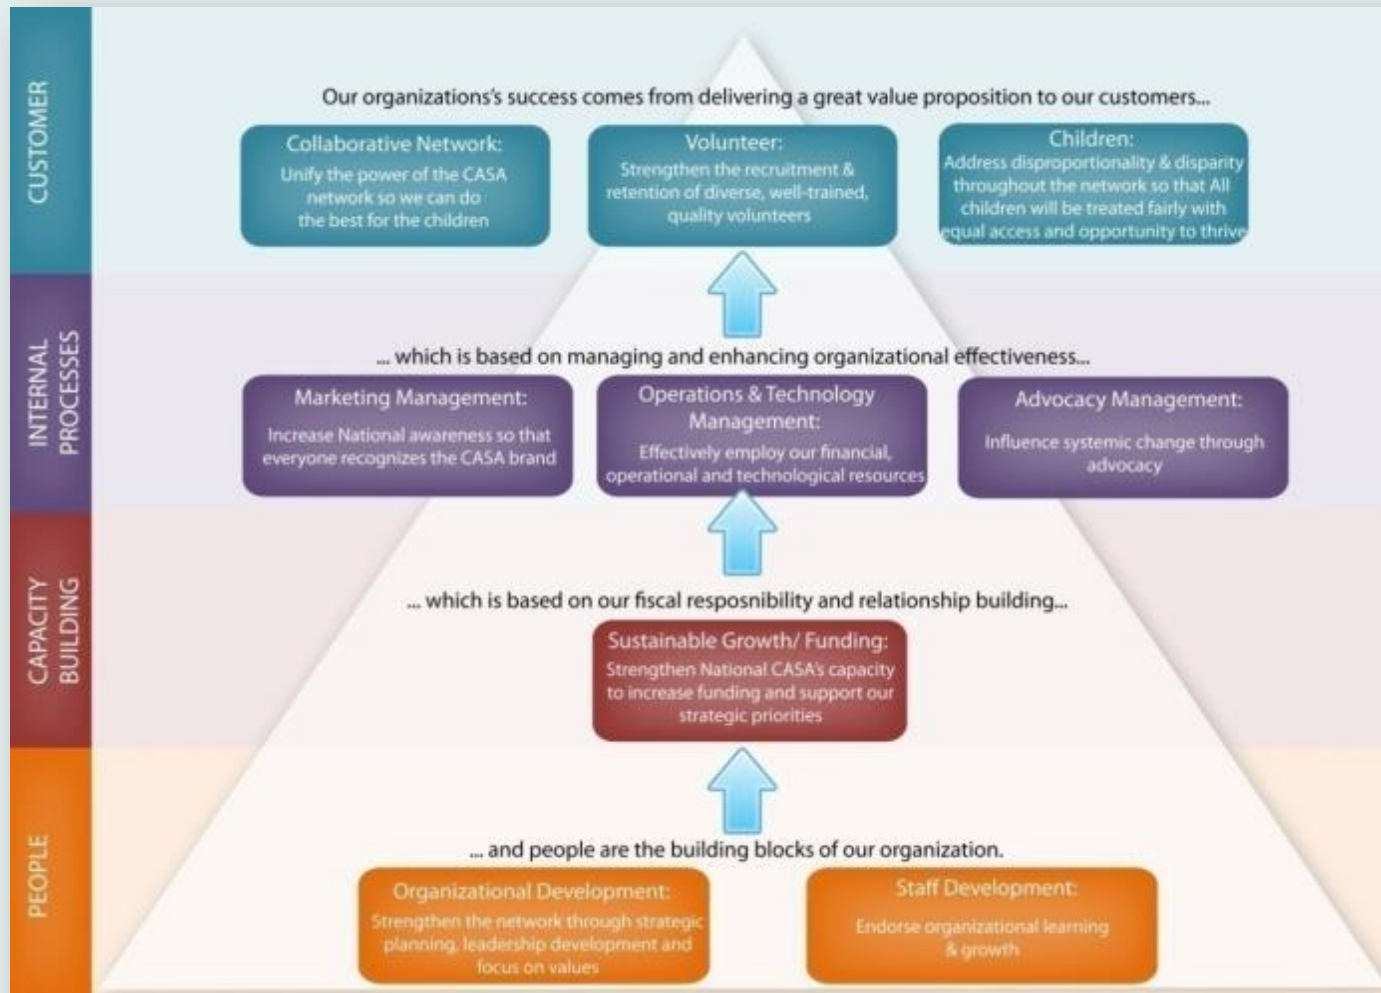 CUSTOMER
Our organizations's success comes from delivering a great value proposition to our customers...
Collaborative Network:
Unify the power of the CASA
network so we can do
the best for the children
Volunteer:
Strengthen the recruitment &
retention of diverse, well-trained,
quality volunteers
Children:
Address disproportionality & disparity
throughout the network so that All
children will be treated fairly with
equal access and opportunity to thrive
INTERNAL
PROCESSES
... which is based on managing and enhancing organizational effectiveness...
Marketing Management:
Increase National awareness so that
everyone recognizes the CASA brand
Operations & Technology
Management:
Effectively employ our financial,
operational and technological resources
Advocacy Management:
Influence systemic change through
advocacy
CAPACITY
BUILDING
... which is based on our fiscal resposnibility and relationship building...
Sustainable Growth/ Funding:
Strengthen National CASA's capacity
to increase funding and support our
strategic priorities
PEOPLE
... and people are the building blocks of our organization.
Organizational Development:
Strengthen the network through strategic
planning, leadership development and
focus on values
Staff Development:
Endorse organizational learning
& growth